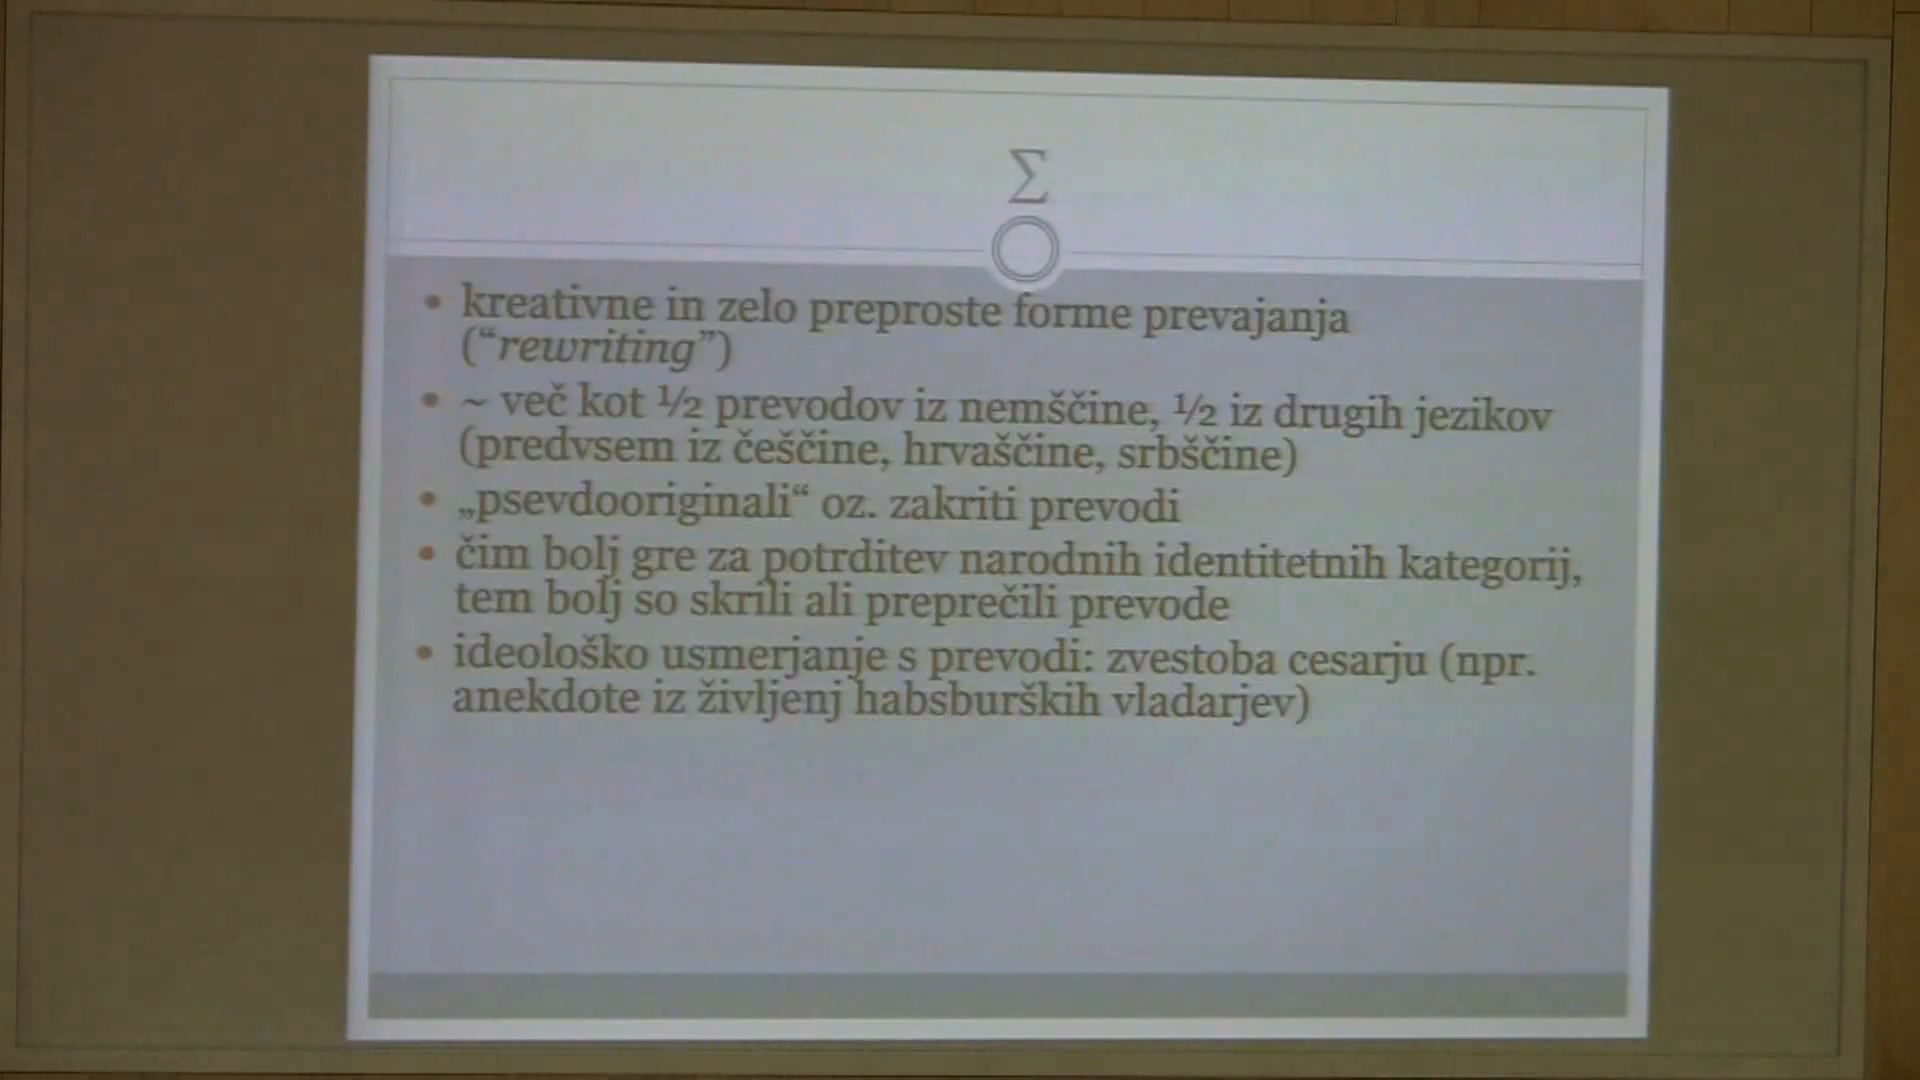 Σ
• kreativne in zelo preproste forme prevajanja
(“rewriting”)
• ~ več kot ½ prevodov iz nemščine, ½ iz drugih jezikov
(predvsem iz češčine, hrvaščine, srbščine)
• „psevdooriginali“ oz. zakriti prevodi
• čim bolj gre za potrditev narodnih identitetnih kategorij,
tem bolj so skrili ali preprečili prevode
• ideološko usmerjanje s prevodi: zvestoba cesarju (npr.
anekdote iz življenj habsburških vladarjev)